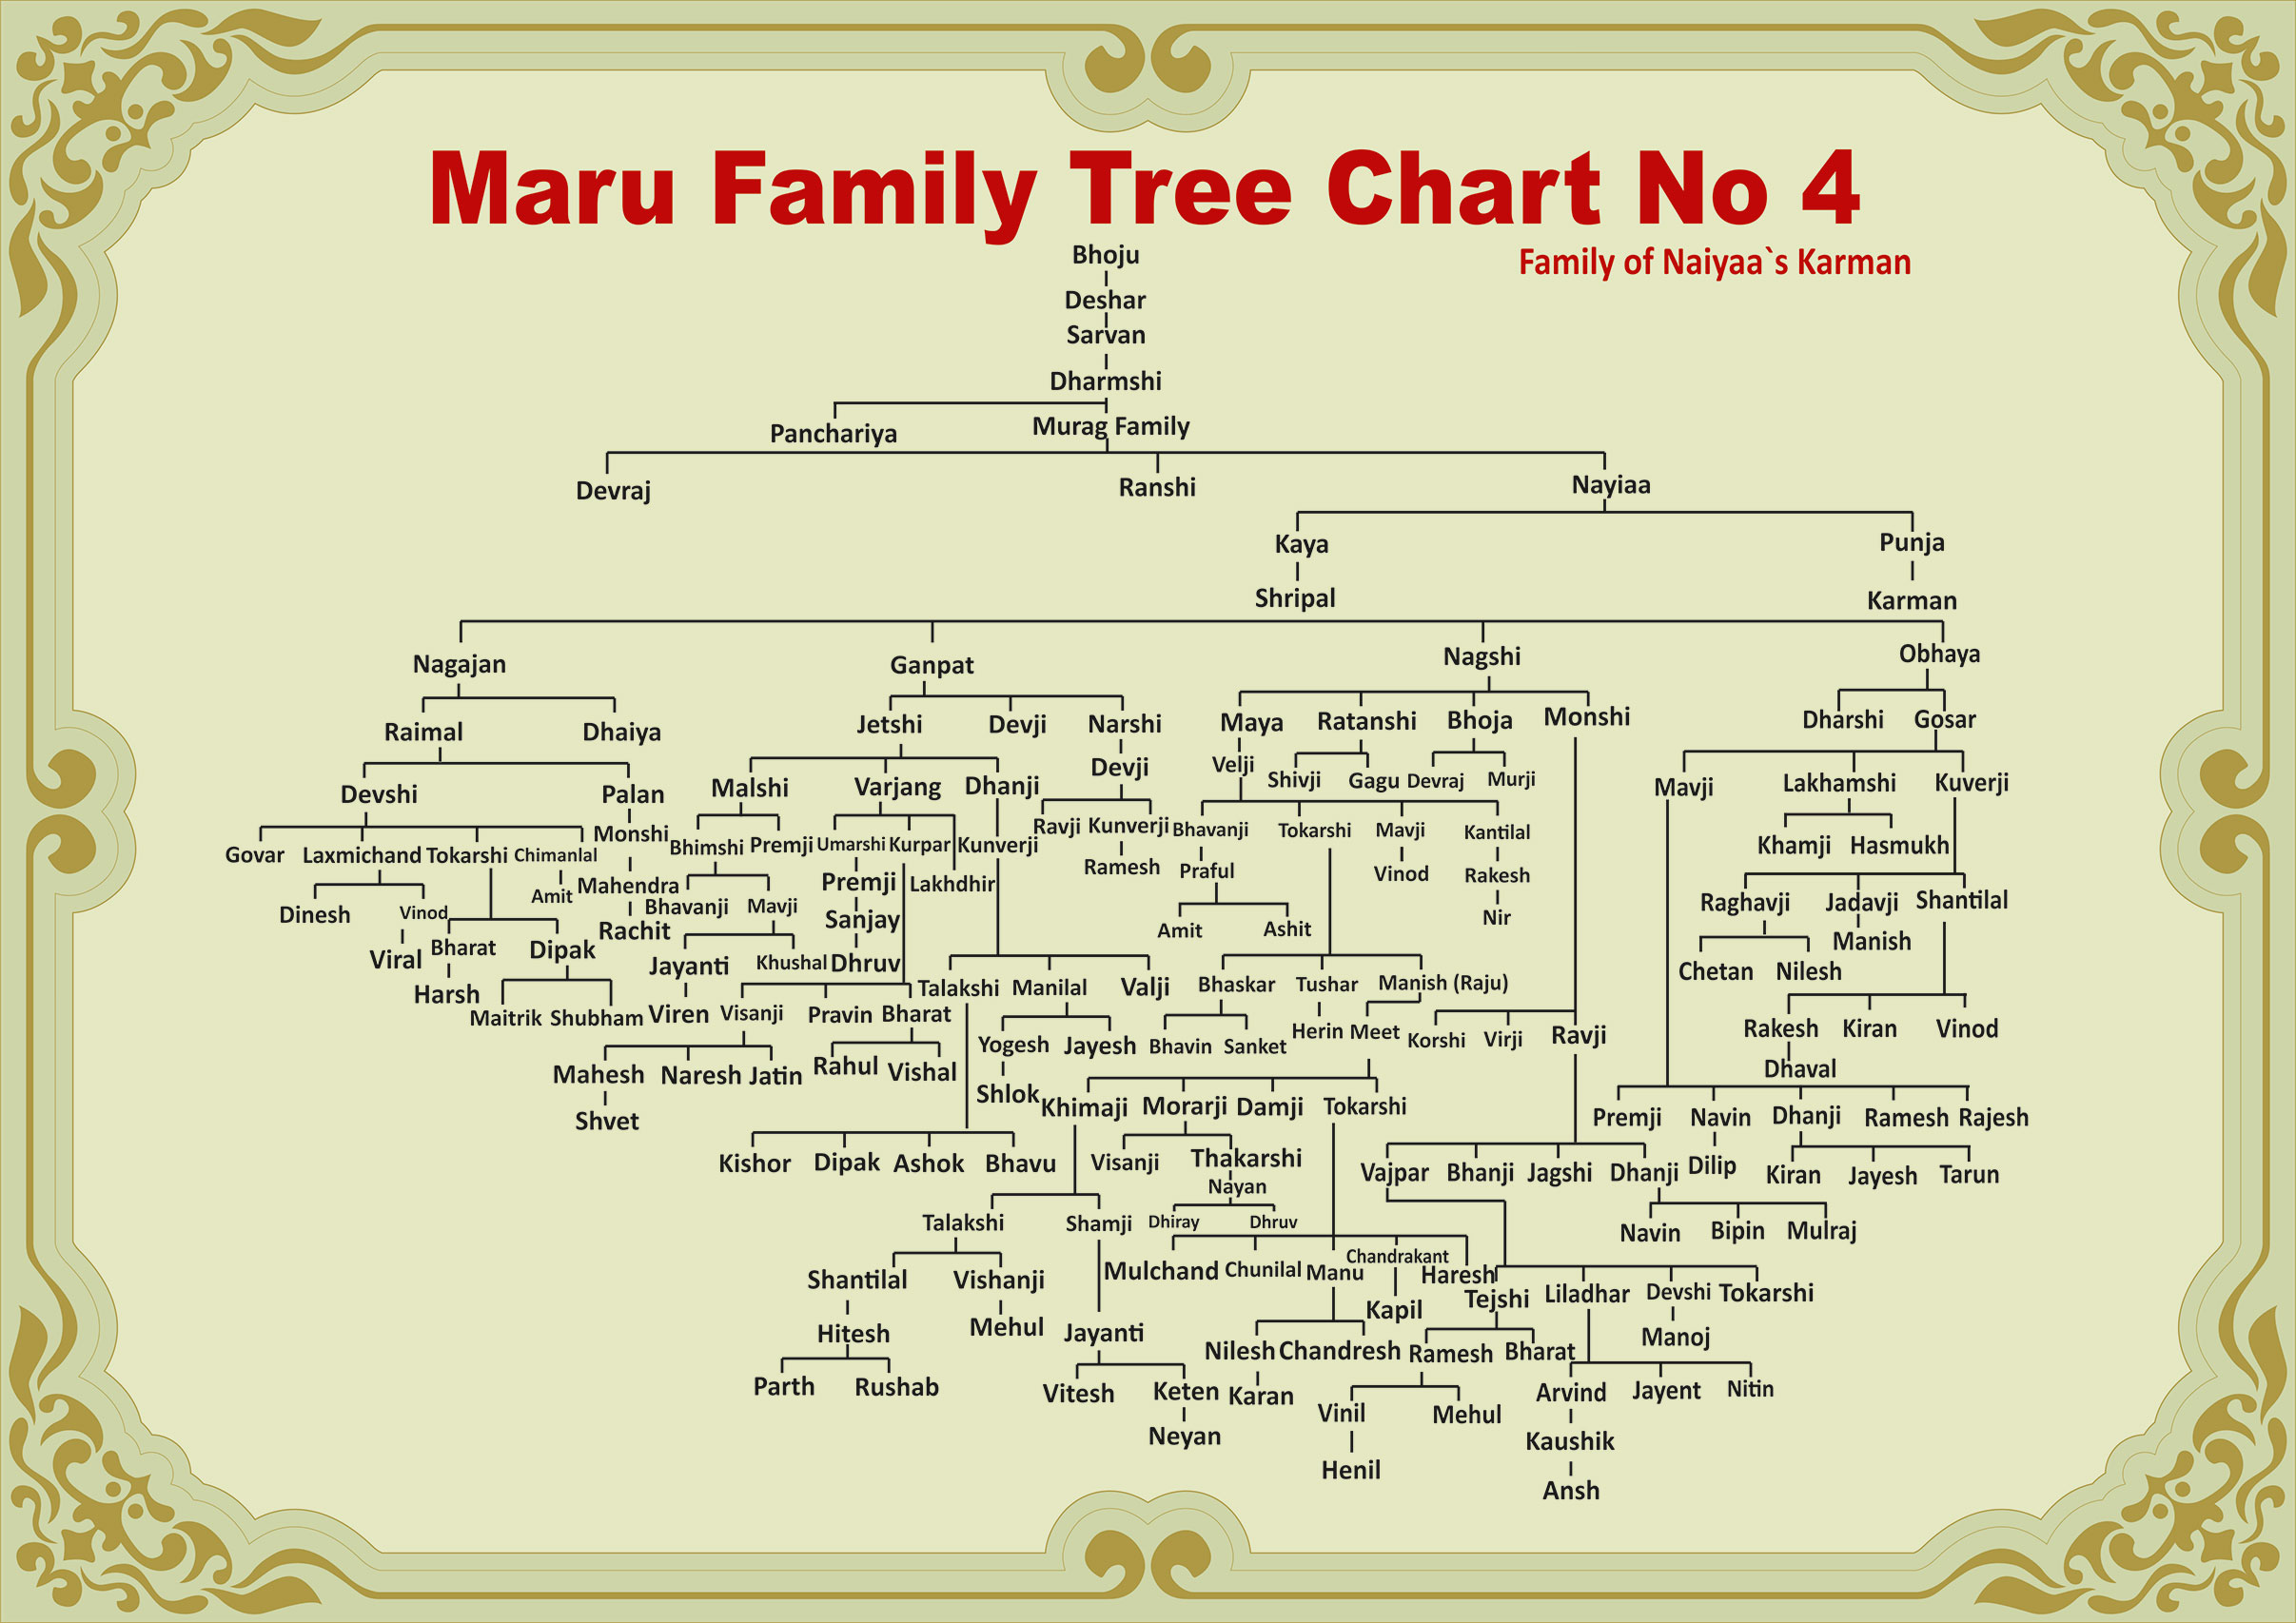 Maru Family Tree Chart No 4
Family of Naiyaa`s Karman
Bhoju
Deshar
Sarvan
Dharmshi
Panchariya Murag Family
Devraj Ranshi Nayiaa
Kaya Punja
Shripal Karman
Nagajan Ganpat Nagshi Obhaya
Raimal Dhaiya Jetshi Devji Narshi Maya Ratanshi Bhoja Monshi Dharshi Gosar
Devshi Palan Malshi Varjang Dhanji Devji Velji Shivji Gagu Devraj Murji Mavji Lakhamshi Kuverji
Govar Laxmichand Tokarshi Chimanlal Monshi Bhimshi Premji Umarshi Kurpar Kunverji Ravji Kunverji Bhavanji Tokarshi Mavji Kantilal Khamji Hasmukh
Dinesh Vinod Amit Mahendra Bhavanji Mavji Premji Lakhdhir Ramesh Praful Vinod Rakesh Raghavji Jadavji Shantilal
Viral Bharat Dipak Rachit Jayanti Khushal Sanjay Amit Ashit Nir Manish
Harsh Dhruv Chetan Nilesh
Maitrik Shubham Viren Visanji Pravin Bharat Talakshi Manilal Valji Bhaskar Tushar Manish (Raju)
Mahesh Naresh Jatin Rahul Vishal Yogesh Jayesh Bhavin Sanket Herin Meet Korshi Virji Ravji Rakesh Kiran Vinod
Shvet Shlok Khimaji Morarji Damji Tokarshi Dhaval
Premji Navin Dhanji Ramesh Rajesh
Kishor Dipak Ashok Bhavu Visanji Thakarshi Vajpar Bhanji Jagshi Dhanji Dilip Kiran Jayesh Tarun
Nayan
Talakshi Shamji Dhiray Dhruv Navin Bipin Mulraj
Shantilal Vishanji Mulchand Chunilal Manu Chandrakant Haresh Tejshi Liladhar Devshi Tokarshi
Hitesh Mehul Jayanti Kapil Manoj
Nilesh Chandresh Ramesh Bharat
Parth Rushab Vitesh Keten Karan Vinil Mehul Arvind Jayent Nitin
Neyan Kaushik
Henil
Ansh